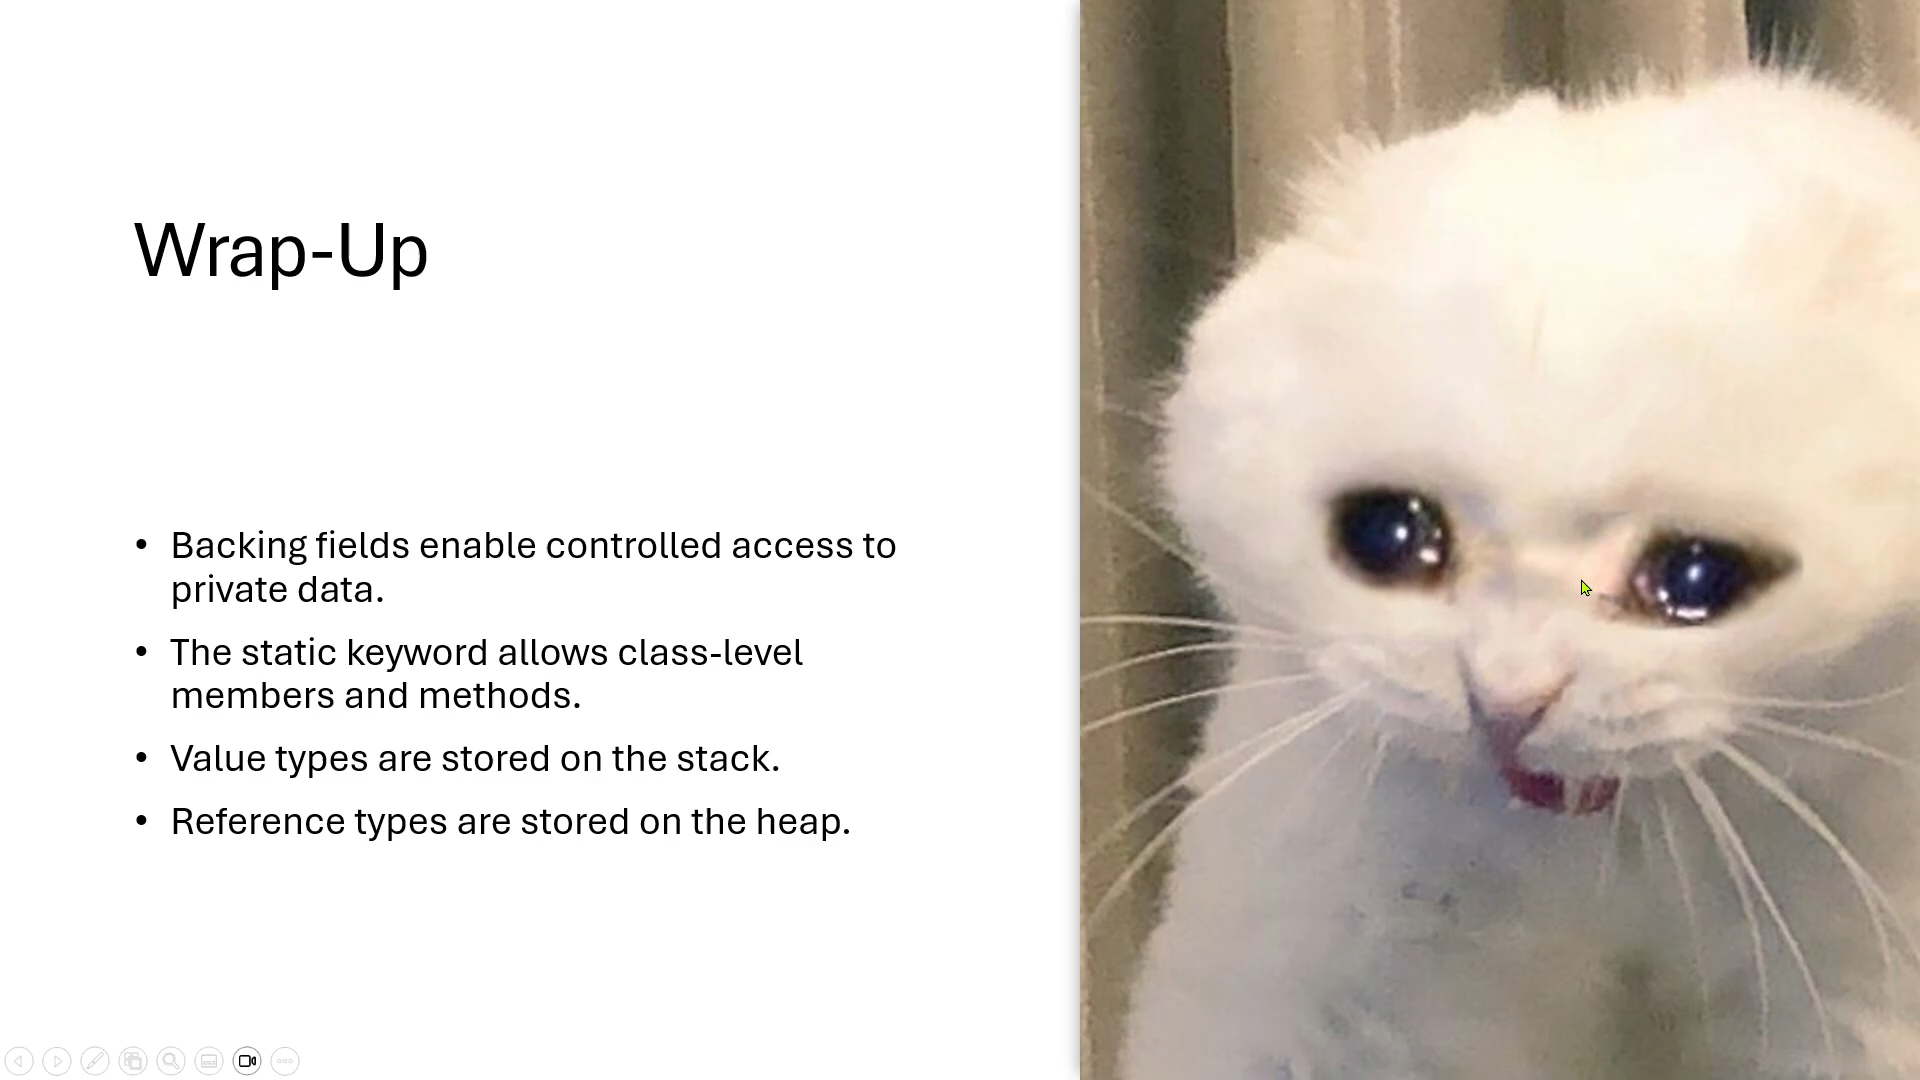 Wrap-Up
• Backing fields enable controlled access to
private data.
• The static keyword allows class-level
members and methods.
• Value types are stored on the stack.
• Reference types are stored on the heap.